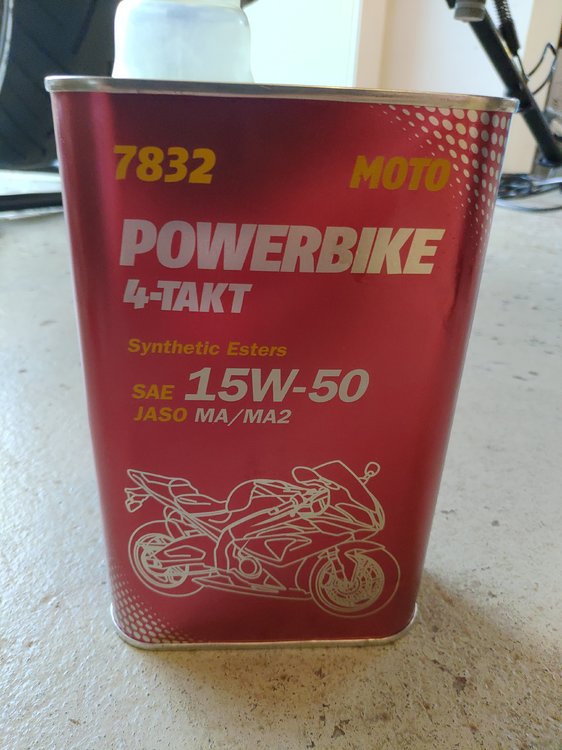 7832 MOTO
POWERBIKE
4-TAKT
Synthetic Esters
SAE 15W-50
JASO MA/MA2